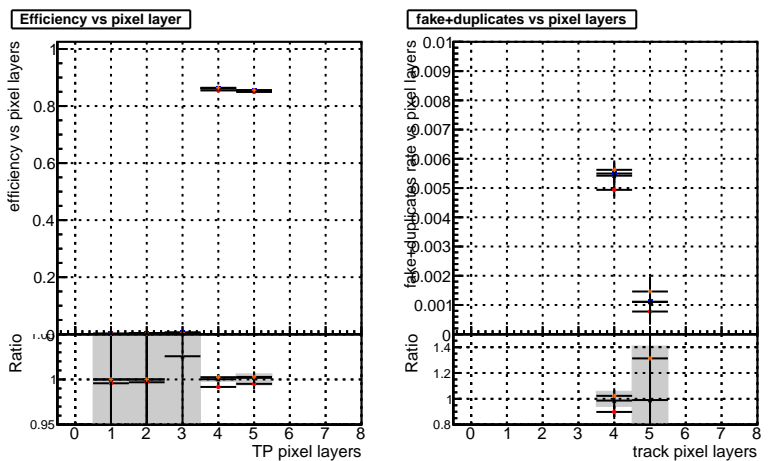 Efficiency vs pixel layer
efficiency vs pixel layers
1
0.8
0.6
0.4
0.2
0
Ratio
1
0.95
0 1 2 3 4 5 6 7 8
TP pixel layers
fake+duplicates vs pixel layers
fake+duplicates rate vs pixel layers
0.01
0.009
0.008
0.007
0.006
0.005
0.004
0.003
0.002
0.001
0
Ratio
1.4
1.2
1
0.8
0 1 2 3 4 5 6 7 8
track pixel layers